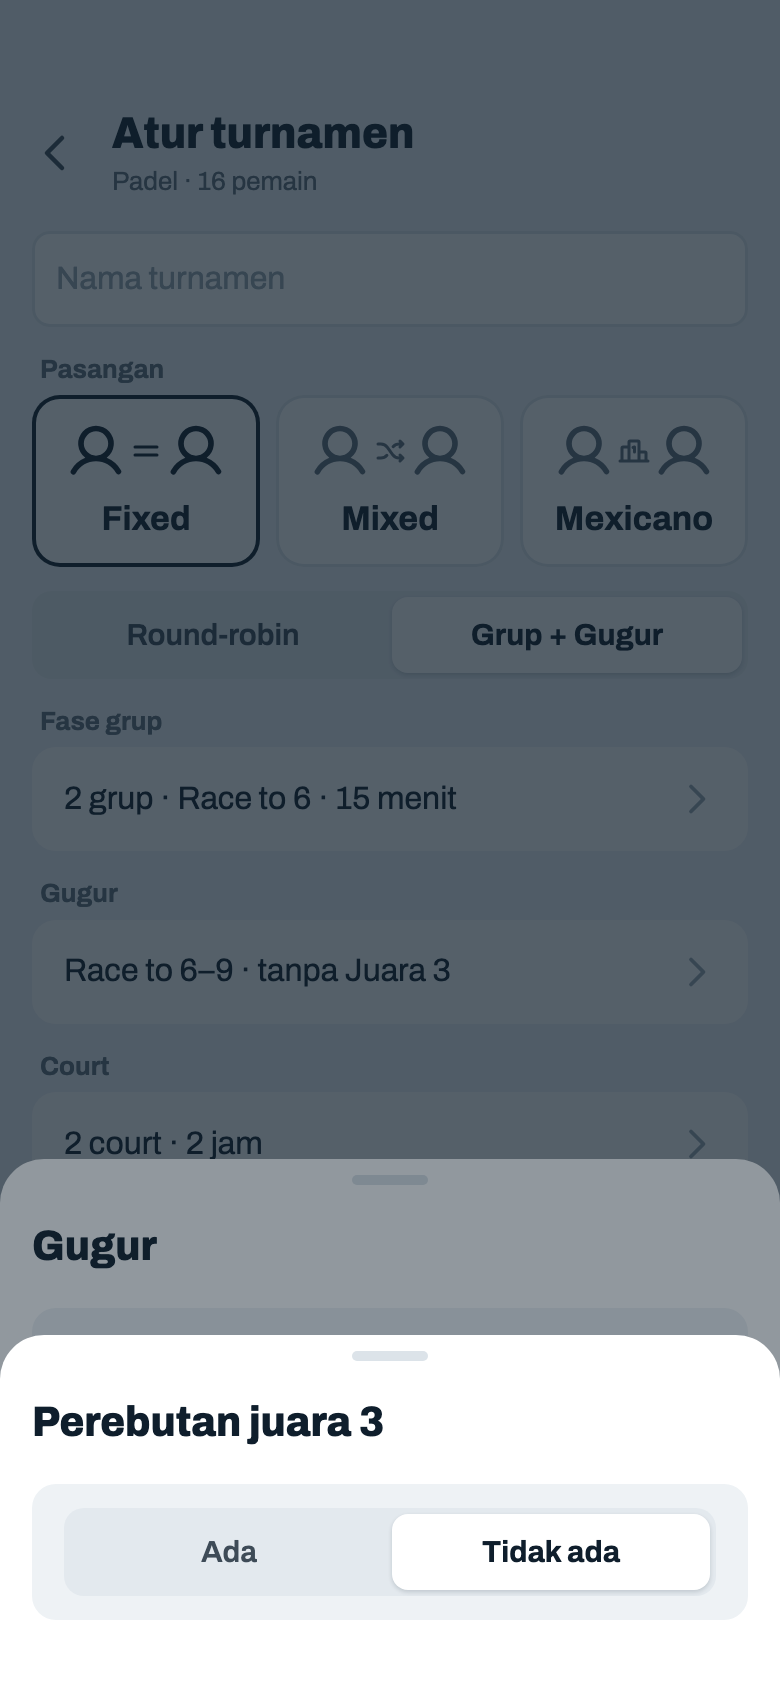 Atur turnamen
Padel · 16 pemain
Nama turnamen
Pasangan
Fixed
Mixed
Mexicano
Round-robin
Grup + Gugur
Fase grup
2 grup · Race to 6 · 15 menit
Gugur
Race to 6–9 · tanpa Juara 3
Court
2 court · 2 jam
Gugur
Perebutan juara 3
Ada
Tidak ada